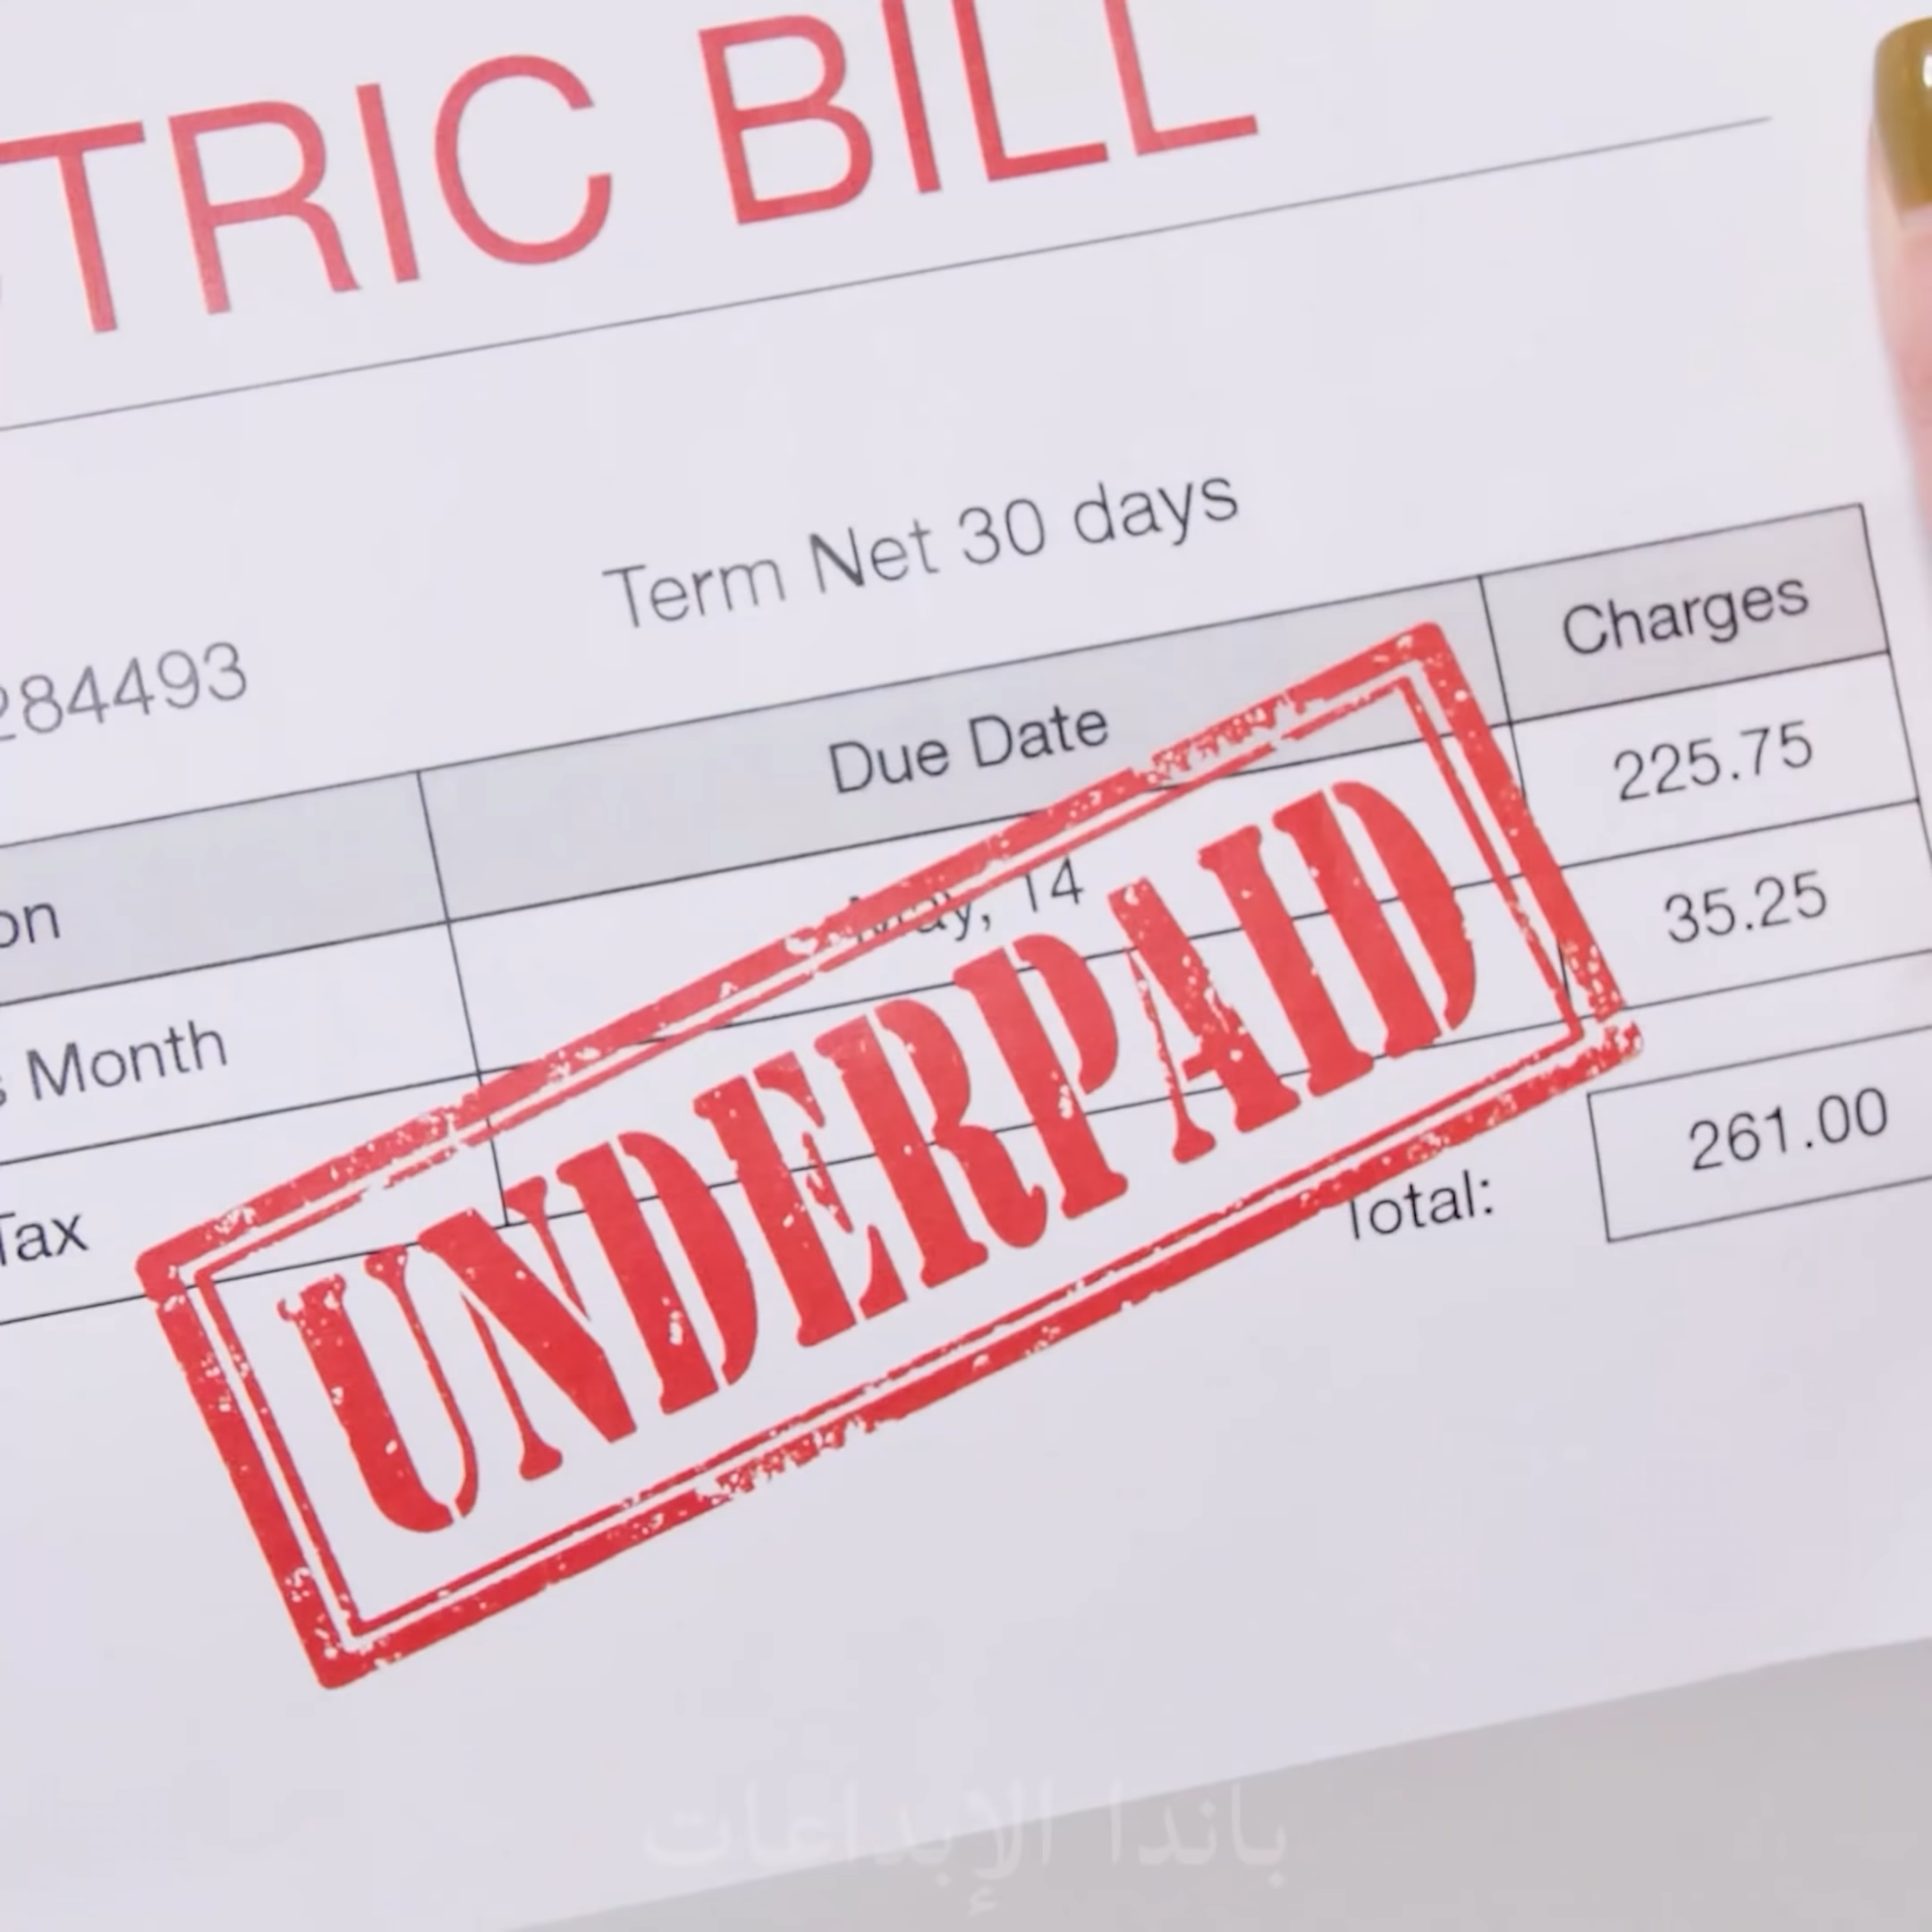 TRIC BILL
Term Net 30 days
284493
on Due Date Charges
Month May, 14 225.75
Tax 35.25
Total: 261.00
UNDERPAID
باندا الإبداعات